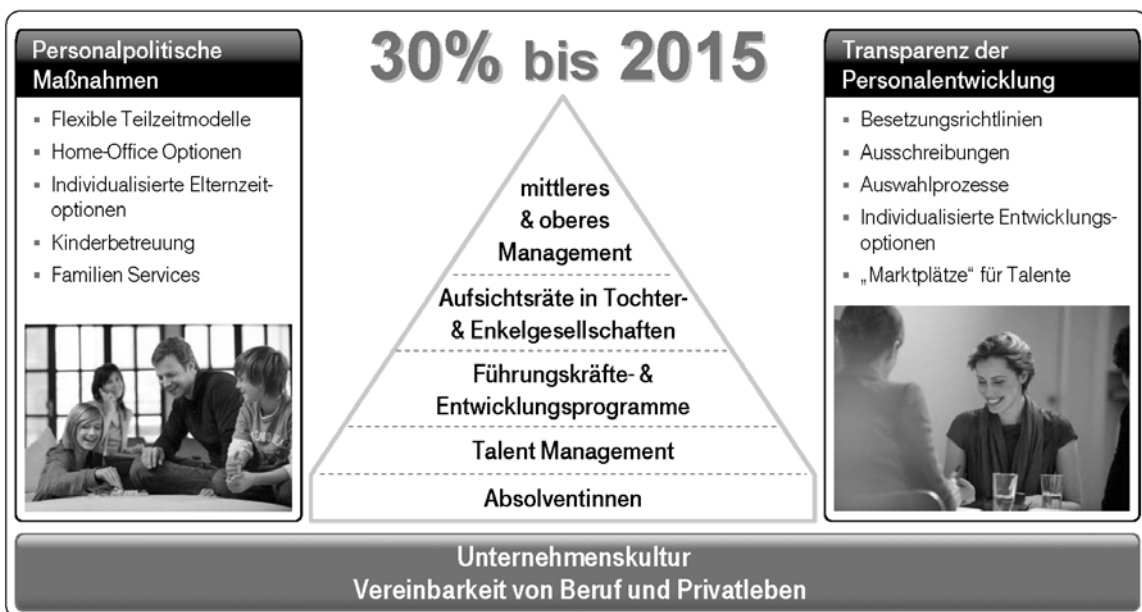 Personalpolitische
Maßnahmen
▪ Flexible Teilzeitmodelle
▪ Home-Office Optionen
▪ Individualisierte Elternzeit-
optionen
▪ Kinderbetreuung
▪ Familien Services
30% bis 2015
mittleres
& oberes
Management
Aufsichtsräte in Tochter-
& Enkelgesellschaften
Führungskräfte- &
Entwicklungsprogramme
Talent Management
Absolventinnen
Transparenz der
Personalentwicklung
▪ Besetzungsrichtlinien
▪ Ausschreibungen
▪ Auswahlprozesse
▪ Individualisierte Entwicklungs-
optionen
▪ „Marktplätze“ für Talente
Unternehmenskultur
Vereinbarkeit von Beruf und Privatleben